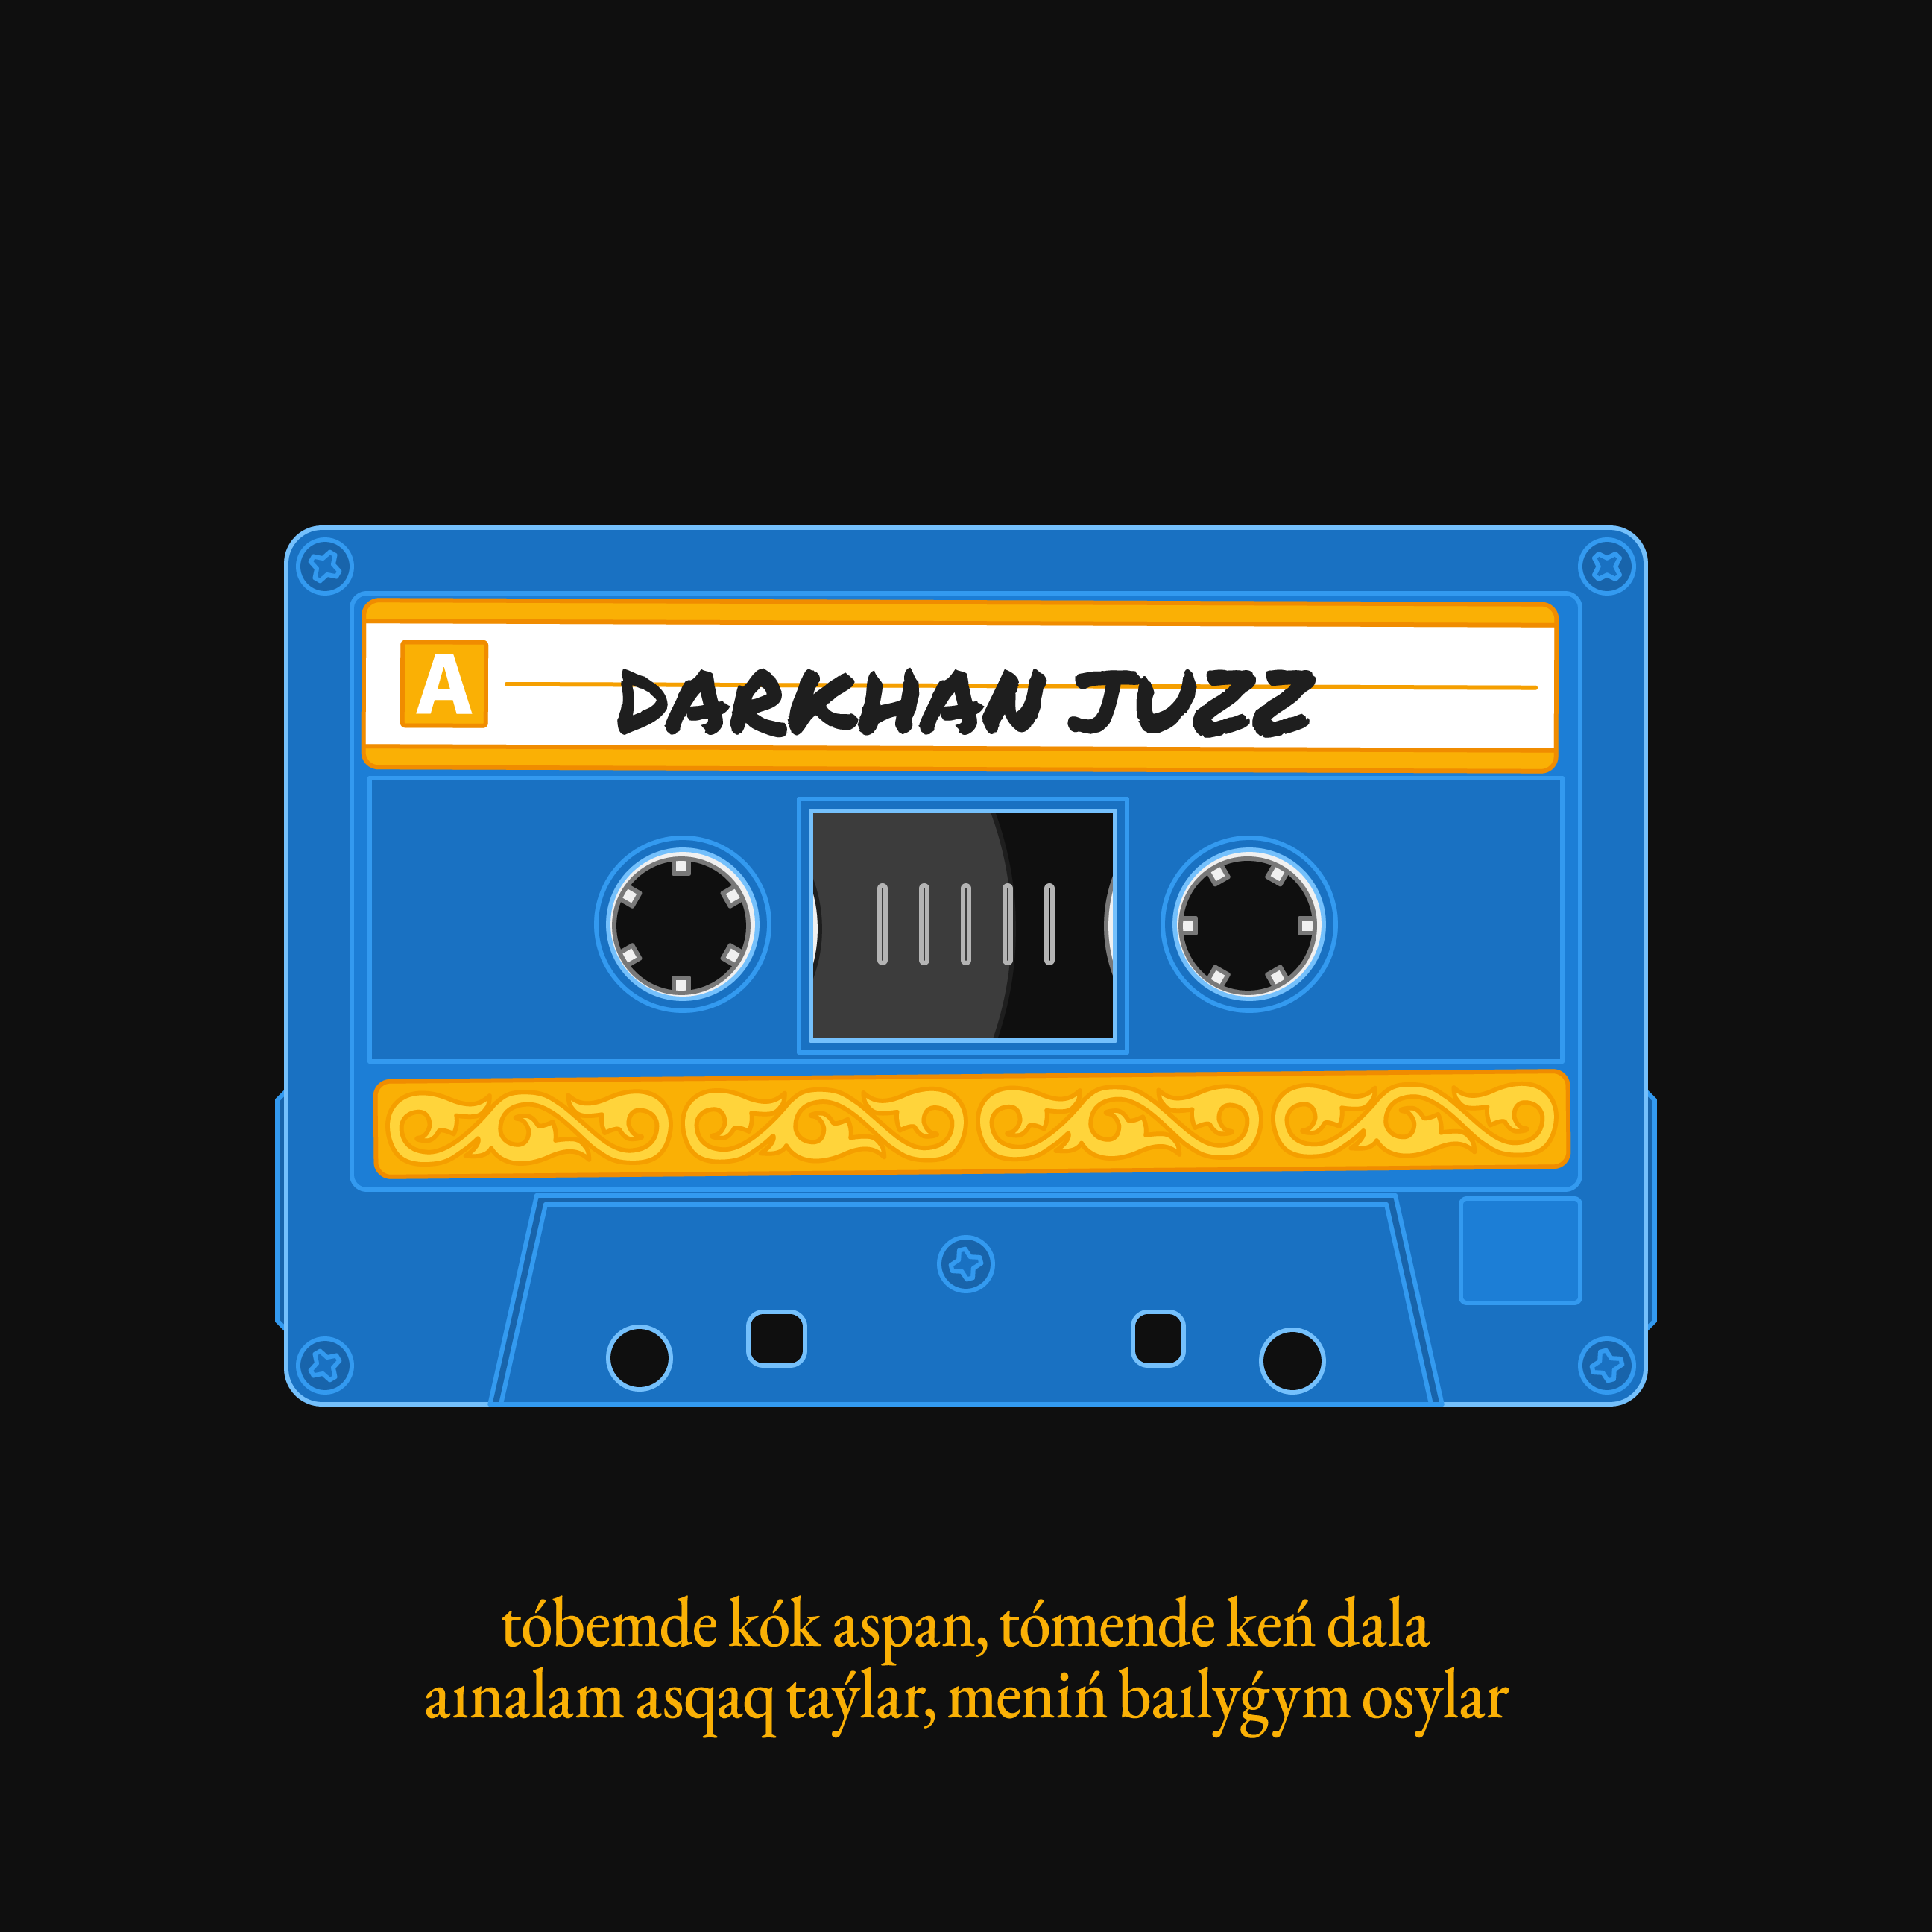 A
DARKHAN JUZZ
tóbemde kók aspan, tómende keń dala
aınalam asqaq taýlar, meniń baılyǵym osylar